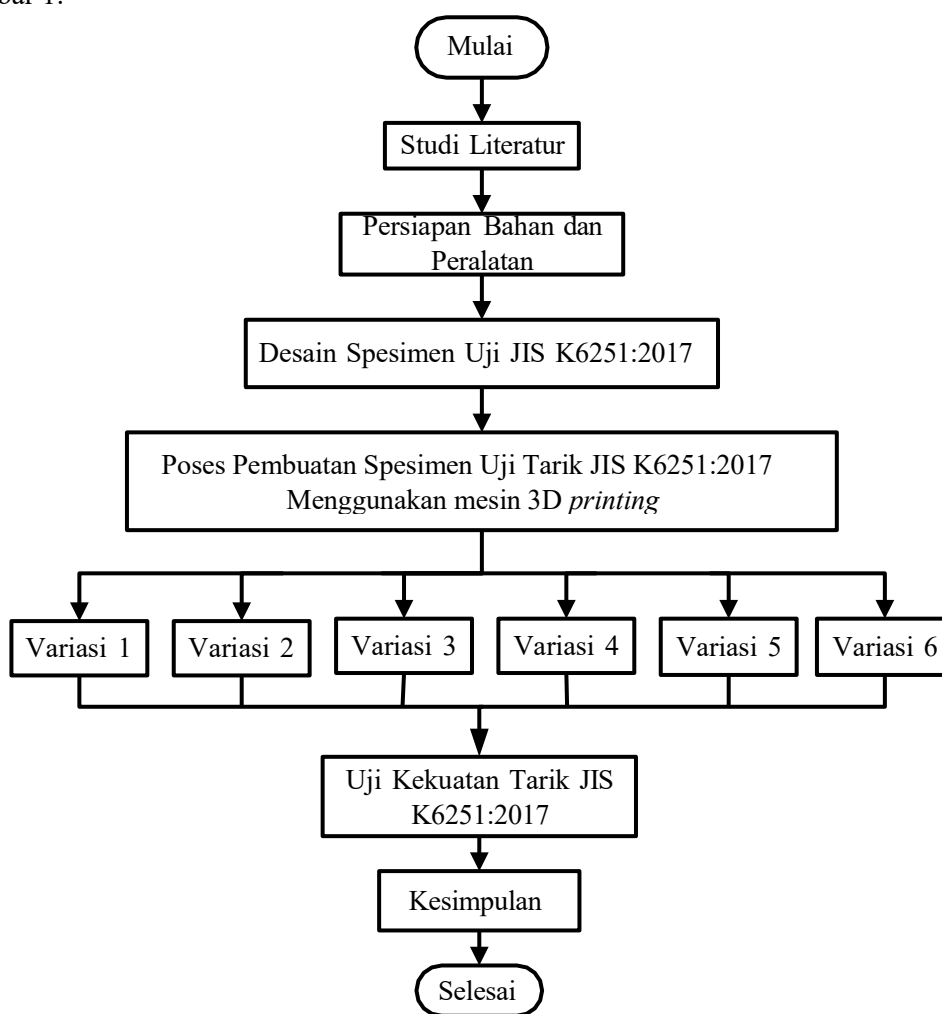 Mulai
Studi Literatur
Persiapan Bahan dan
Peralatan
Desain Spesimen Uji JIS K6251:2017
Poses Pembuatan Spesimen Uji Tarik JIS K6251:2017
Menggunakan mesin 3D printing
Variasi 1
Variasi 2
Variasi 3
Variasi 4
Variasi 5
Variasi 6
Uji Kekuatan Tarik JIS
K6251:2017
Kesimpulan
Selesai